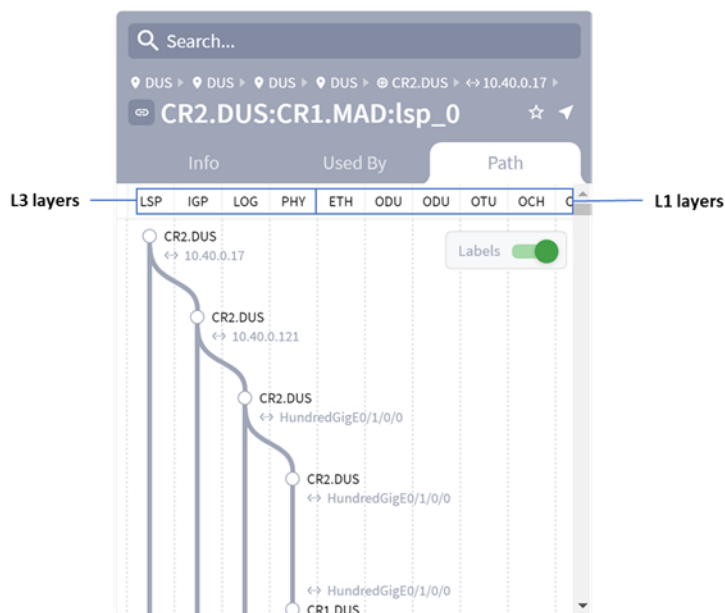 Search...
DUS DUS DUS DUS CR2.DUS 10.40.0.17
CR2.DUS:CR1.MAD:lsp_0
Info Used By Path
L3 layers LSP IGP LOG PHY ETH ODU ODU OTU OCH L1 layers
CR2.DUS
10.40.0.17
Labels
CR2.DUS
10.40.0.121
CR2.DUS
HundredGigE0/1/0/0
CR2.DUS
HundredGigE0/1/0/0
HundredGigE0/1/0/0
CR1.DUS